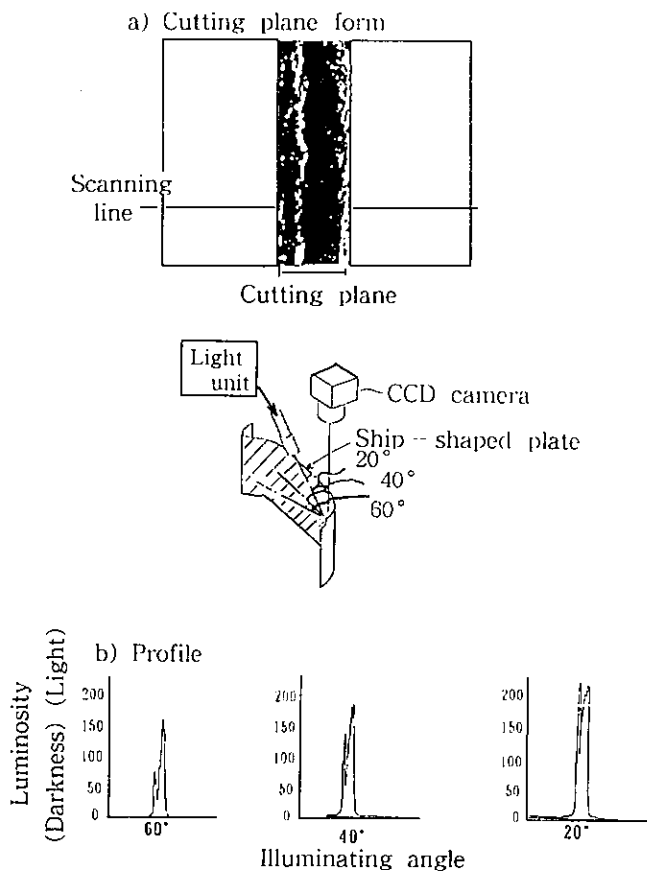 a) Cutting plane form
Scanning
line
Cutting plane
Light
unit
CCD camera
Ship - shaped plate
20°
40°
60°
b) Profile
Luminosity
(Darkness) (Light)
200
150
100
50
0
60°
200
150
100
50
0
40°
200
150
100
50
0
20°
Illuminating angle